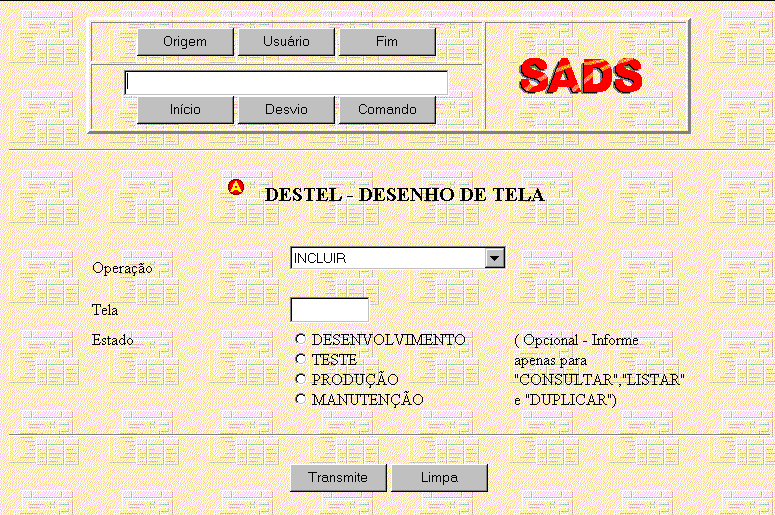 Origem Usuário Fim
SADS
Início Desvio Comando
A DESTEL - DESENHO DE TELA
Operação INCLUIR
Tela
Estado DESENVOLVIMENTO ( Opcional - Informe
TESTE apenas para
PRODUÇÃO "CONSULTAR","LISTAR"
MANUTENÇÃO e "DUPLICAR")
Transmite Limpa